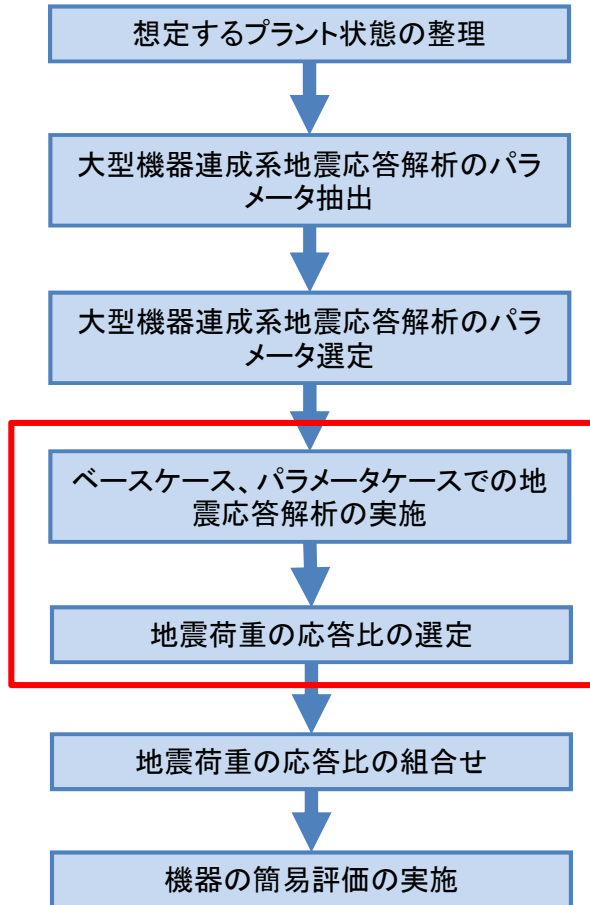 想定するプラント状態の整理
大型機器連成系地震応答解析のパラ
メータ抽出
大型機器連成系地震応答解析のパラ
メータ選定
ベースケース、パラメータケースでの地
震応答解析の実施
地震荷重の応答比の選定
地震荷重の応答比の組合せ
機器の簡易評価の実施